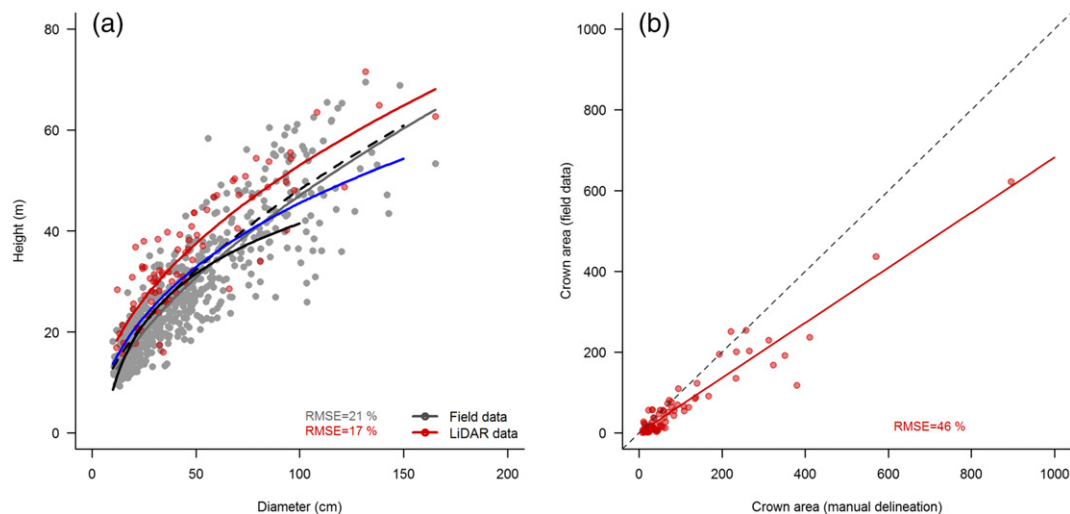 (a)
80
60
40
20
0
Height (m)
RMSE=21 %
Field data
RMSE=17 %
LiDAR data
0 50 100 150 200
Diameter (cm)
(b)
1000
800
600
400
200
0
Crown area (field data)
RMSE=46 %
0 200 400 600 800 1000
Crown area (manual delineation)